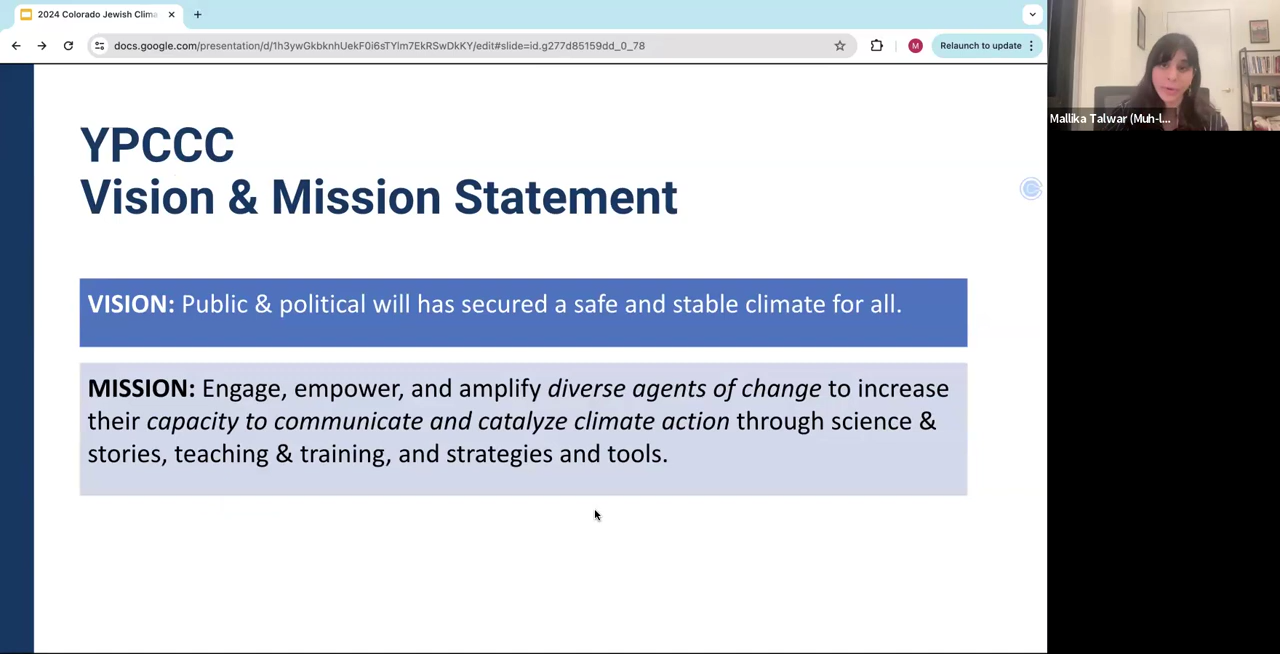 2024 Colorado Jewish Clima
docs.google.com/presentation/d/1h3ywGkbknhUekF0i6sTYlm7EkRSwDkKY/edit#slide=id.g277d85159dd_0_78
M
Relaunch to update
YPCCC
Vision & Mission Statement
VISION: Public & political will has secured a safe and stable climate for all.
MISSION: Engage, empower, and amplify diverse agents of change to increase
their capacity to communicate and catalyze climate action through science &
stories, teaching & training, and strategies and tools.
Mallika Talwar (Muh-l...